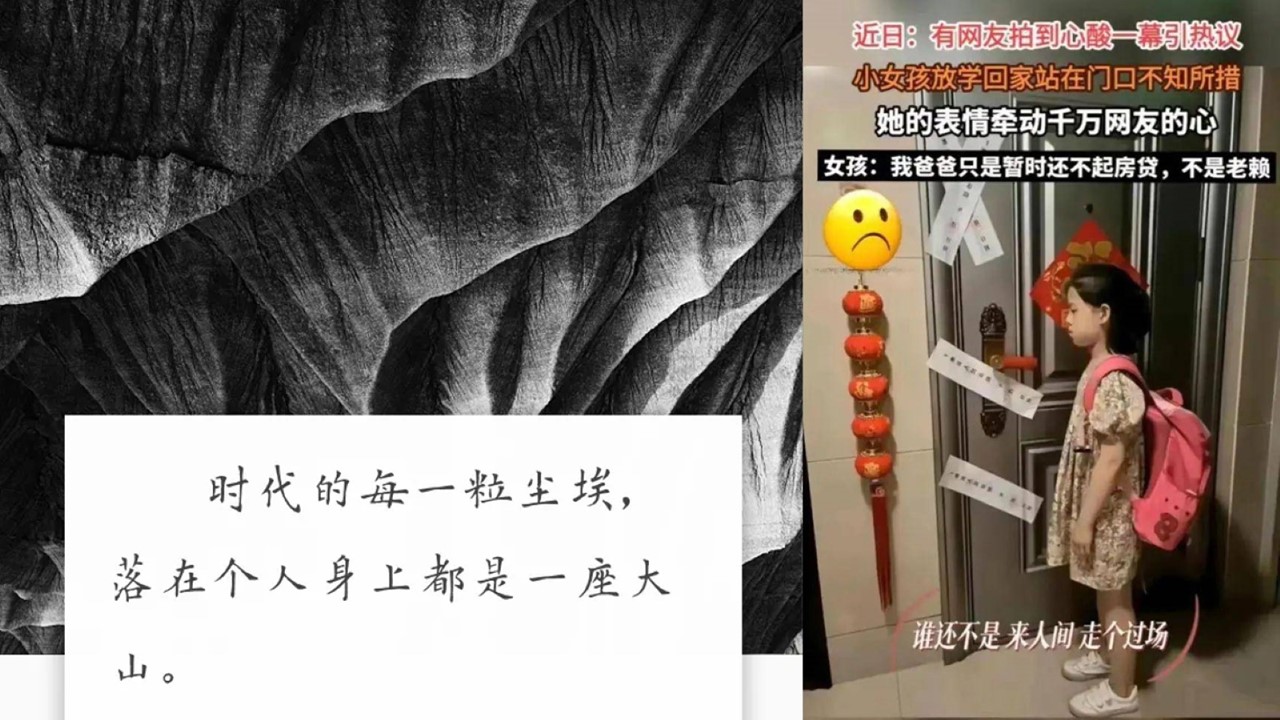 时代的每一粒尘埃，
落在个人身上都是一座大
山。
近日：有网友拍到心酸一幕引热议
小女孩放学回家站在门口不知所措
她的表情牵动千万网友的心
女孩：我爸爸只是暂时还不起房贷，不是老赖
谁还不是 来人间 走个过场